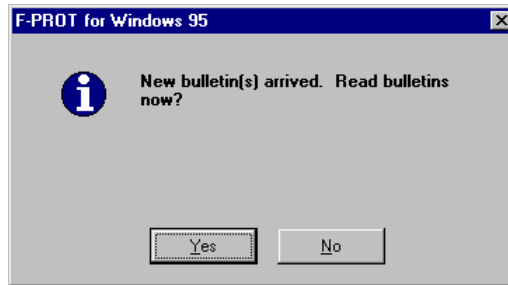 F-PROT for Windows 95
New bulletin(s) arrived. Read bulletins
now?
Yes
No